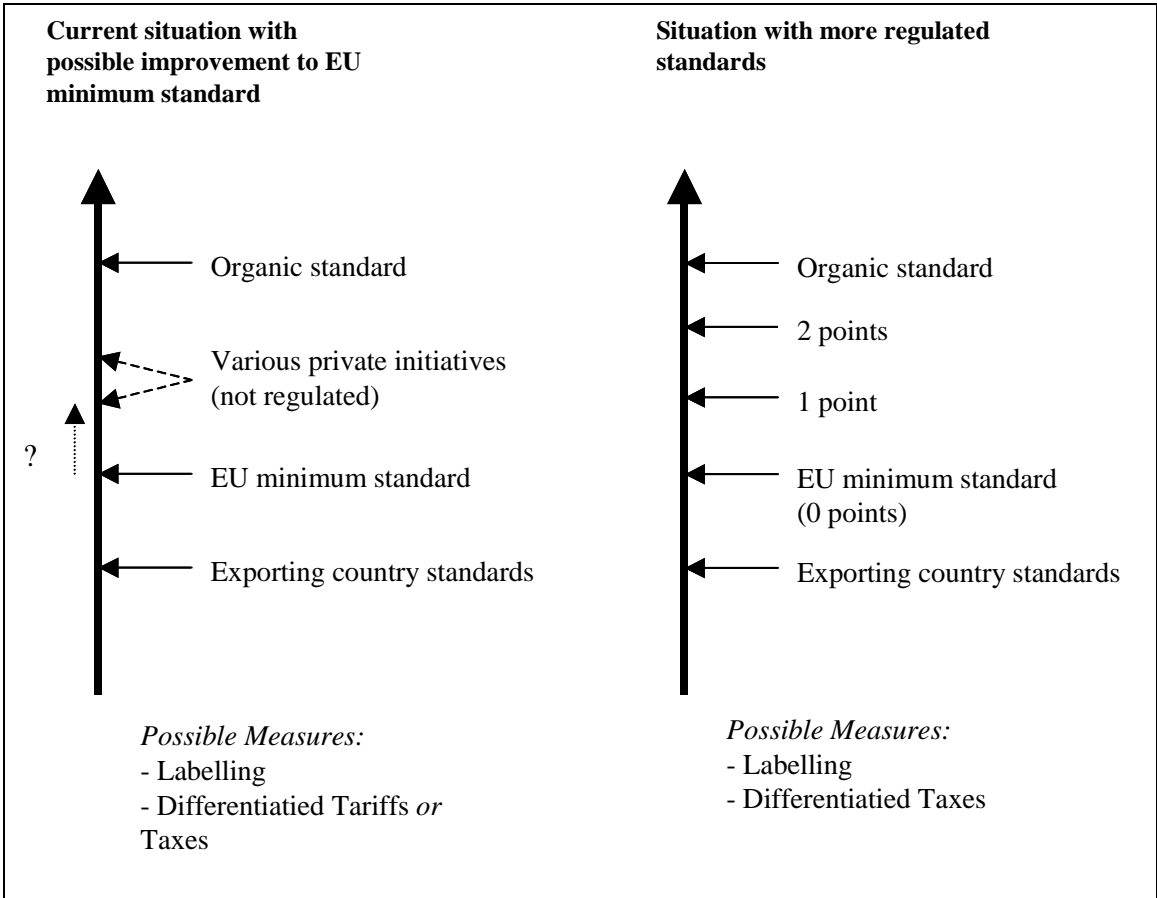 Current situation with
possible improvement to EU
minimum standard
Organic standard
Various private initiatives
(not regulated)
?
EU minimum standard
Exporting country standards
Possible Measures:
- Labelling
- Differentiatied Tariffs or
Taxes
Situation with more regulated
standards
Organic standard
2 points
1 point
EU minimum standard
(0 points)
Exporting country standards
Possible Measures:
- Labelling
- Differentiatied Taxes